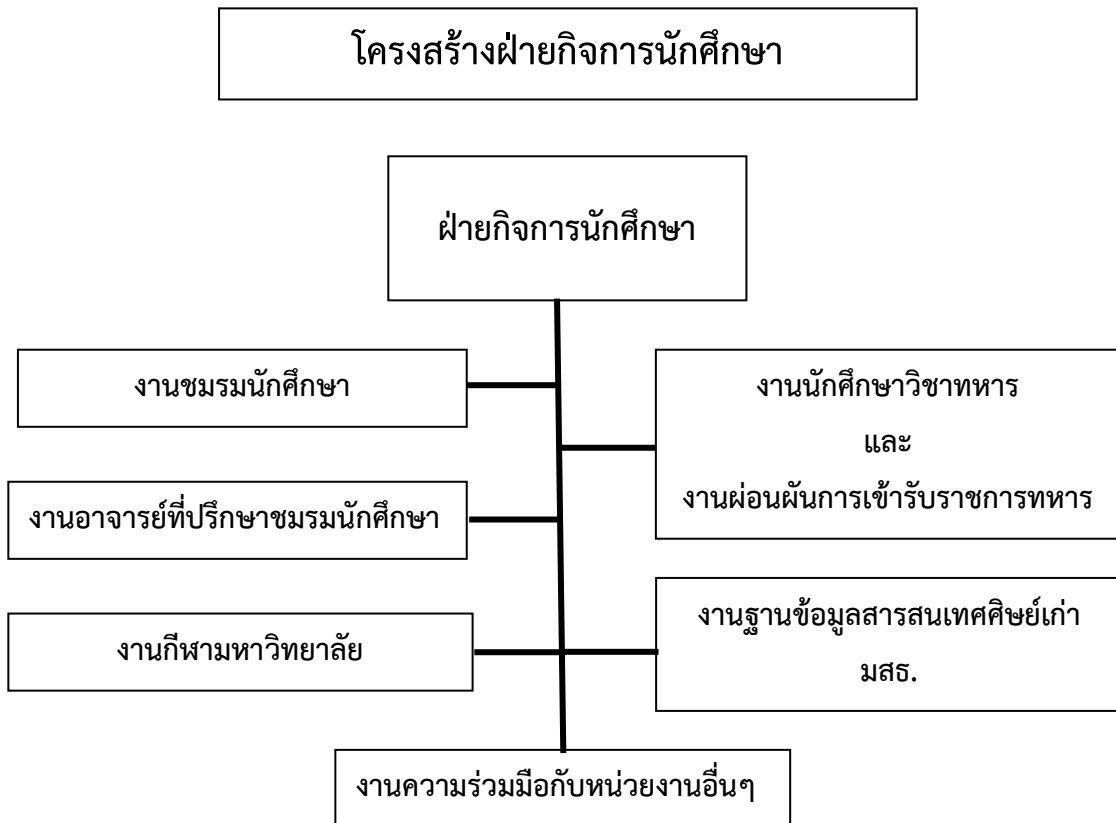 โครงสร้างฝ่ายกิจการนักศึกษา
ฝ่ายกิจการนักศึกษา
งานชมรมนักศึกษา
งานนักศึกษาวิชาทหาร
และ
งานผ่อนผันการเข้ารับราชการทหาร
งานอาจารย์ที่ปรึกษาชมรมนักศึกษา
งานกีฬามหาวิทยาลัย
งานฐานข้อมูลสารสนเทศศิษย์เก่า
มสธ.
งานความร่วมมือกับหน่วยงานอื่นๆ